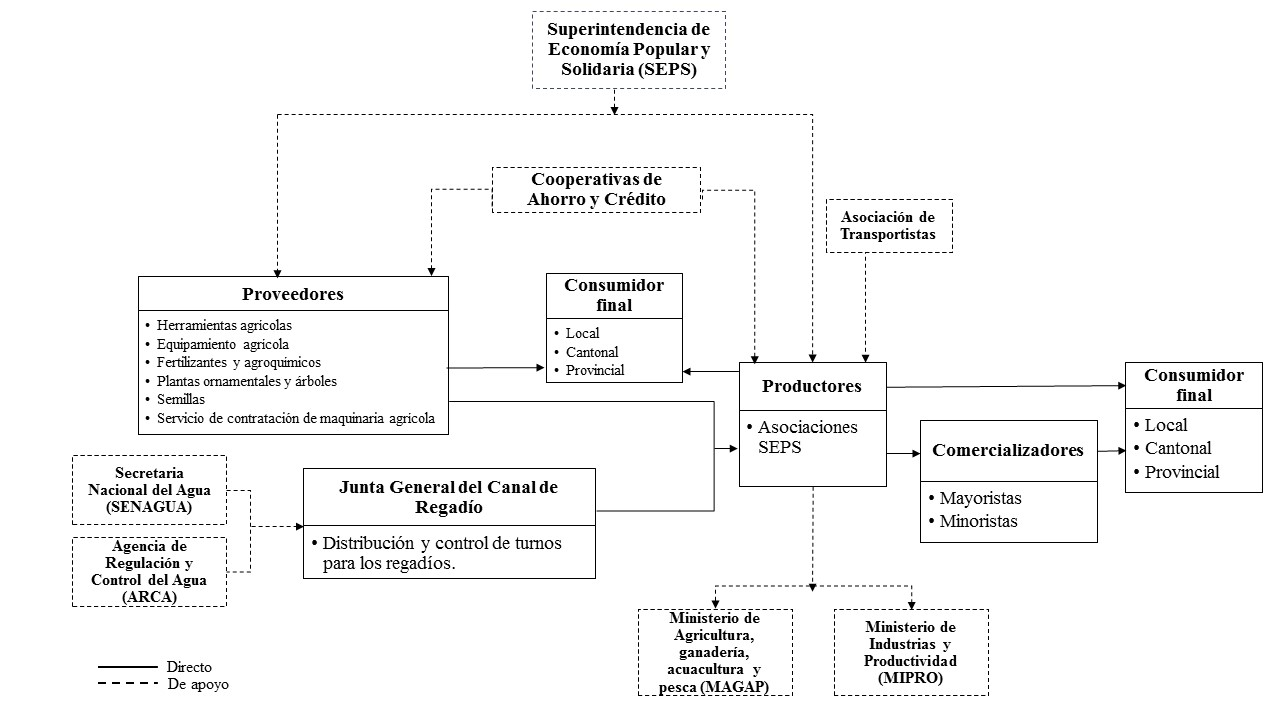 Superintendencia de
Economía Popular y
Solidaria (SEPS)
Cooperativas de
Ahorro y Crédito
Asociación de
Transportistas
Proveedores
• Herramientas agricolas
• Equipamiento agricola
• Fertilizantes y agroquimicos
• Plantas ornamentales y árboles
• Semillas
• Servicio de contratación de maquinaria agrícola
Consumidor
final
• Local
• Cantonal
• Provincial
Productores
• Asociaciones
SEPS
Consumidor
final
• Local
• Cantonal
• Provincial
Comercializadores
• Mayoristas
• Minoristas
Secretaria
Nacional del Agua
(SENAGUA)
Agencia de
Regulación y
Control del Agua
(ARCA)
Junta General del Canal de
Regadío
• Distribución y control de turnos
para los regadíos.
Ministerio de
Agricultura,
ganadería,
acuacultura y
pesca (MAGAP)
Ministerio de
Industrias y
Productividad
(MIPRO)
Directo
De apoyo